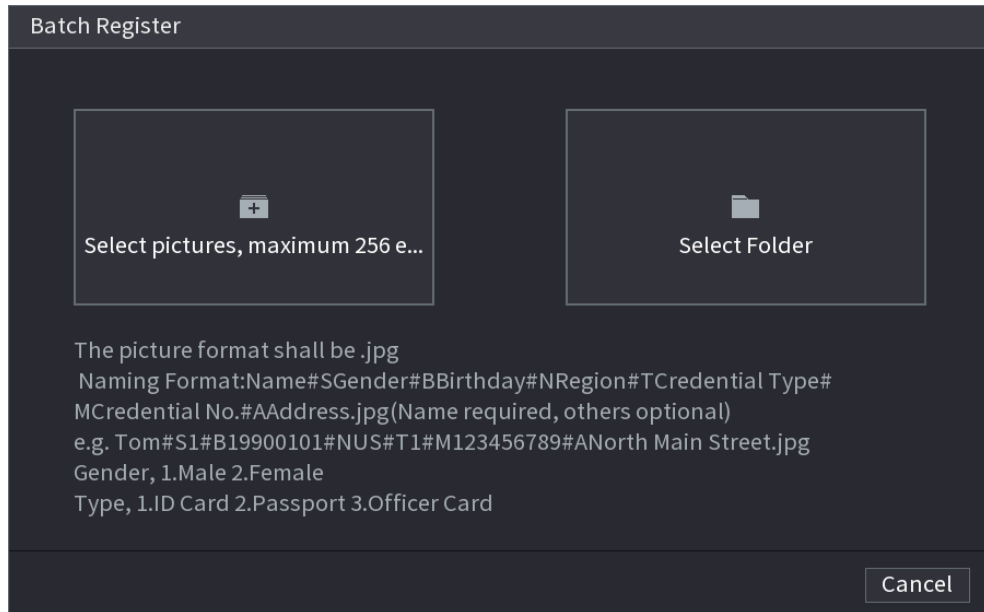 Batch Register
Select pictures, maximum 256 e...
Select Folder
The picture format shall be .jpg
Naming Format:Name#SGender#BBirthday#NRegion#TCredential Type#
MCredential No.#AAddress.jpg(Name required, others optional)
e.g. Tom#S1#B19900101#NUS#T1#M123456789#ANorth Main Street.jpg
Gender, 1.Male 2.Female
Type, 1.ID Card 2.Passport 3.Officer Card
Cancel